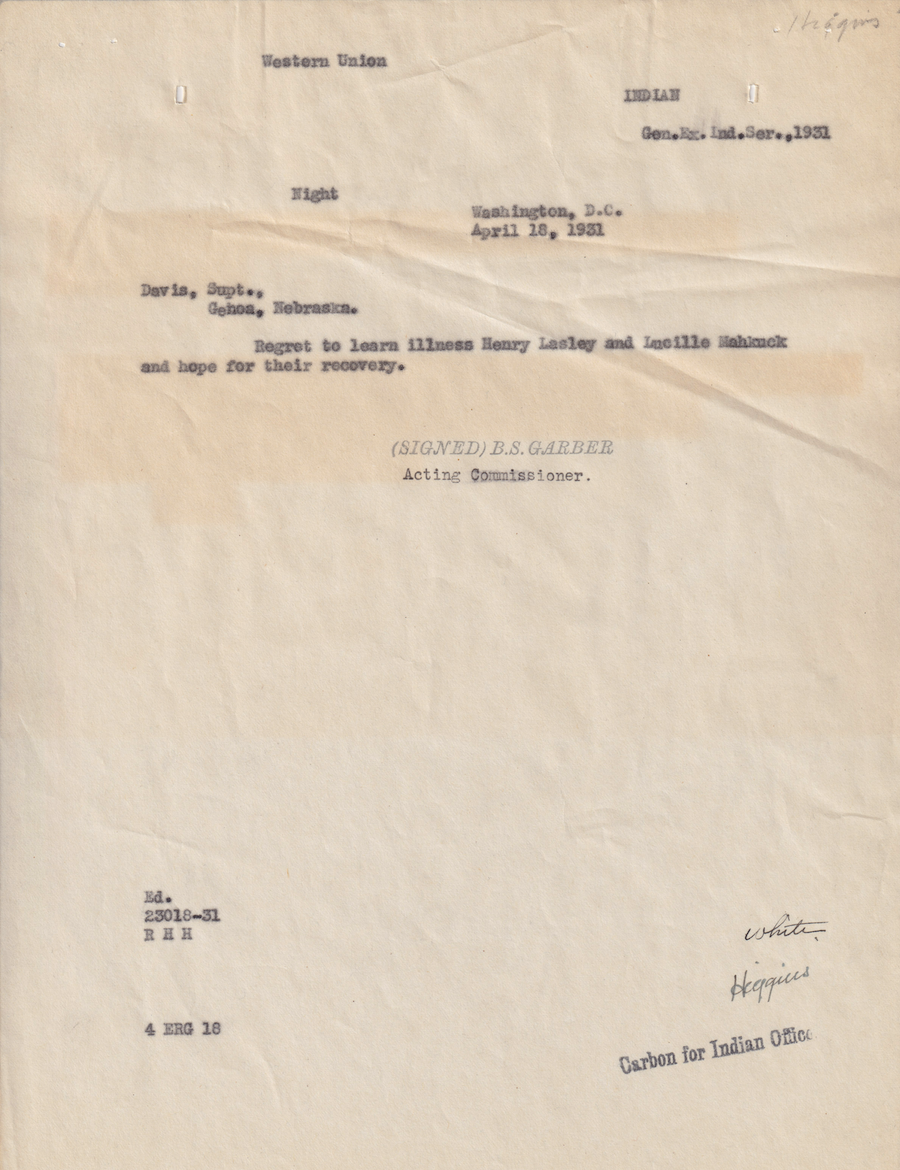 Higgins
Western Union
INDIAN
Gen.Ex.Ind.Ser.,1931
Night
Washington, D.C.
April 18, 1931
Davis, Supt.,
Gehoa, Nebraska.
Regret to learn illness Henry Lasley and Lucille Mahkuck
and hope for their recovery.
(SIGNED) B.S. GARBER
Acting Commissioner.
Ed.
23018-31
R H H
White.
Higgins
4 ERG 18
Carbon for Indian Office